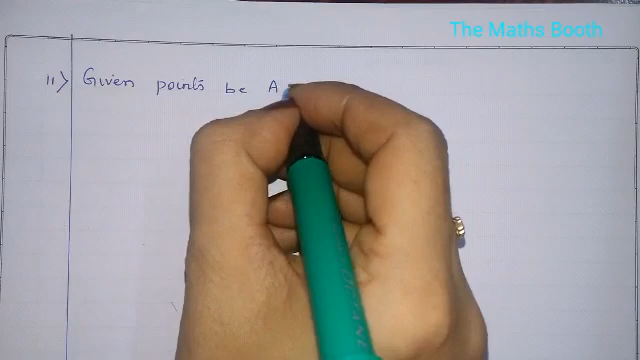 The Maths Booth
11) Given points be A